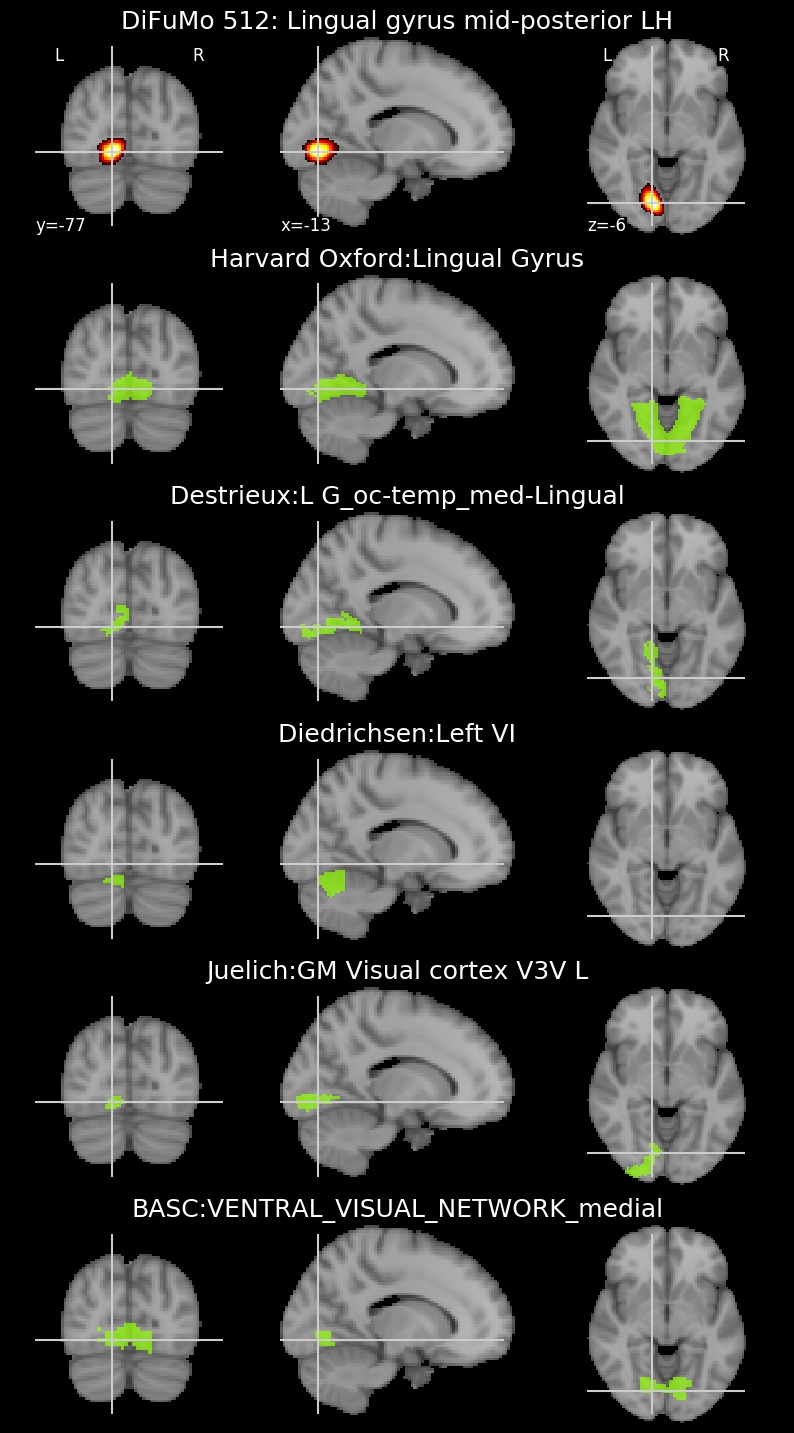 DiFuMo 512: Lingual gyrus mid-posterior LH
L R L R
y=-77 x=-13 z=-6
Harvard Oxford:Lingual Gyrus
Destrieux:L G_oc-temp_med-Lingual
Diedrichsen:Left VI
Juelich:GM Visual cortex V3V L
BASC:VENTRAL_VISUAL_NETWORK_medial